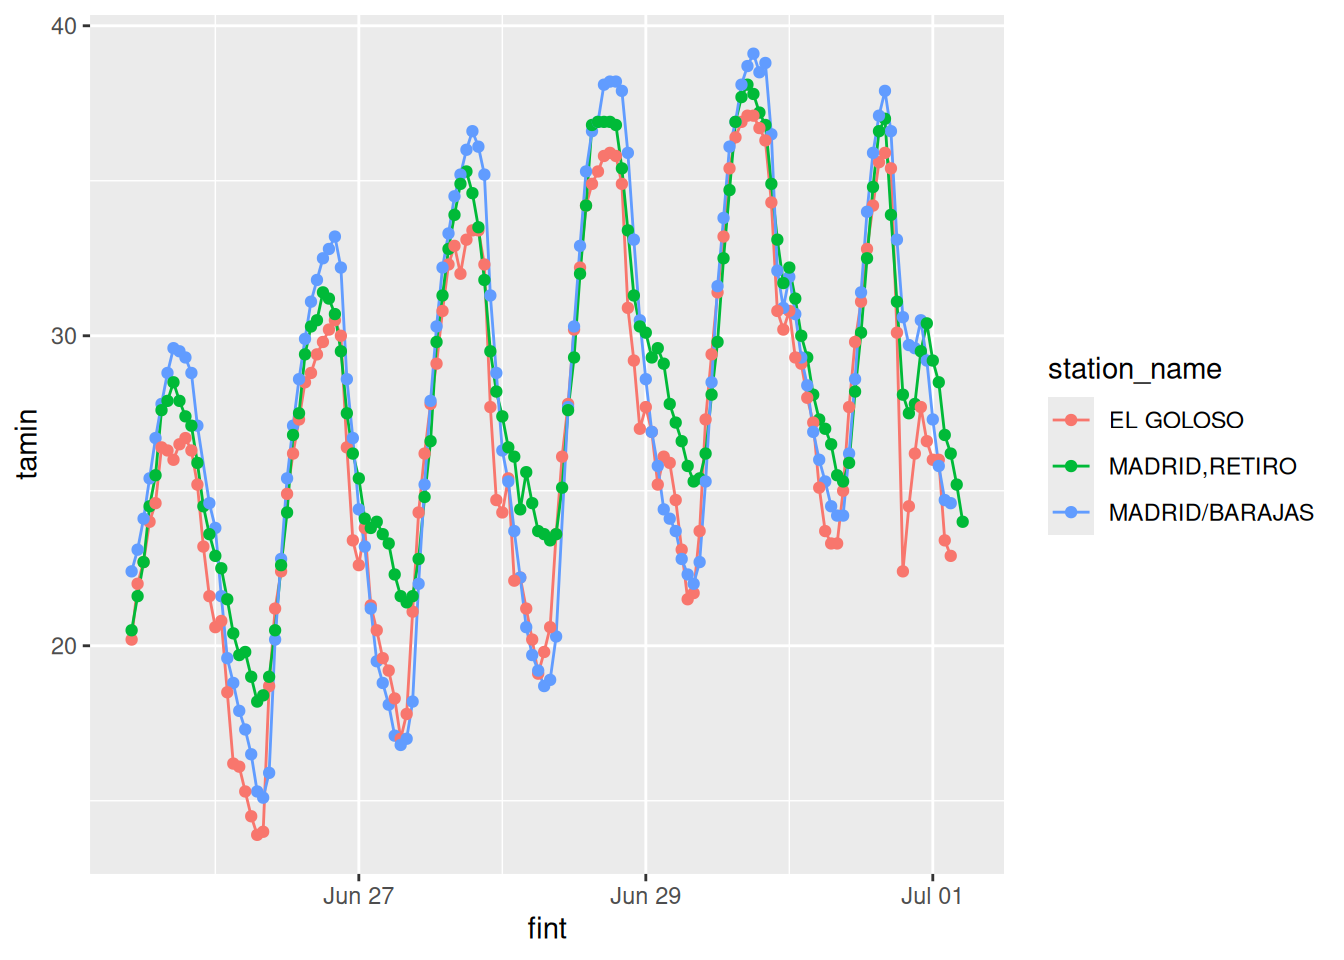 40
30
20
tamin
Jun 27
Jun 29
Jul 01
fint
station_name
EL GOLOSO
MADRID,RETIRO
MADRID/BARAJAS